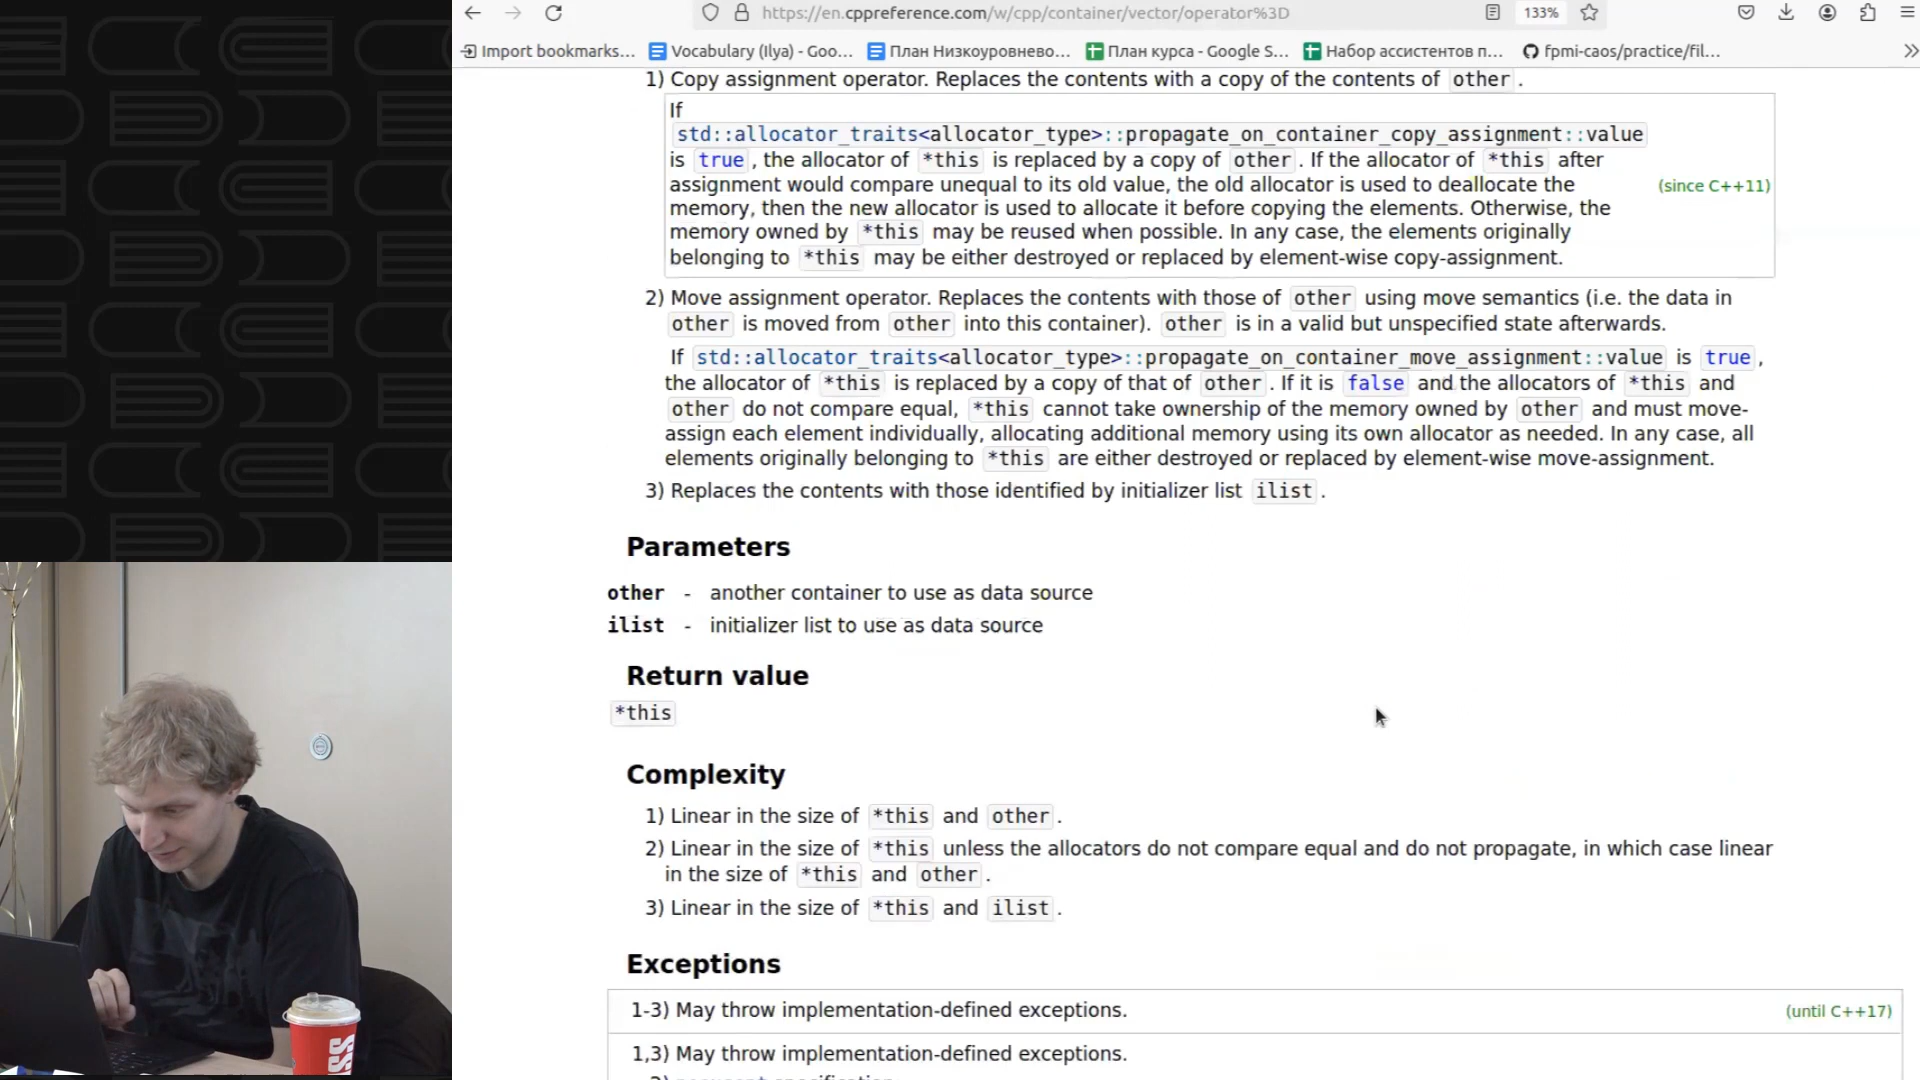 https://en.cppreference.com/w/cpp/container/vector/operator%3D
133%
Import bookmarks...
Vocabulary (Ilya) - Goo...
План Низкоуровнево...
План курса - Google S...
Набор ассистентов п...
fpmi-caos/practice/fil...
1) Copy assignment operator. Replaces the contents with a copy of the contents of other.
If
std::allocator_traits<allocator_type>::propagate_on_container_copy_assignment::value
is true, the allocator of *this is replaced by a copy of other. If the allocator of *this after
assignment would compare unequal to its old value, the old allocator is used to deallocate the
memory, then the new allocator is used to allocate it before copying the elements. Otherwise, the
memory owned by *this may be reused when possible. In any case, the elements originally
belonging to *this may be either destroyed or replaced by element-wise copy-assignment.
(since C++11)
2) Move assignment operator. Replaces the contents with those of other using move semantics (i.e. the data in
other is moved from other into this container). other is in a valid but unspecified state afterwards.
If std::allocator_traits<allocator_type>::propagate_on_container_move_assignment::value is true,
the allocator of *this is replaced by a copy of that of other. If it is false and the allocators of *this and
other do not compare equal, *this cannot take ownership of the memory owned by other and must move-
assign each element individually, allocating additional memory using its own allocator as needed. In any case, all
elements originally belonging to *this are either destroyed or replaced by element-wise move-assignment.
3) Replaces the contents with those identified by initializer list ilist.
Parameters
other - another container to use as data source
ilist - initializer list to use as data source
Return value
*this
Complexity
1) Linear in the size of *this and other.
2) Linear in the size of *this unless the allocators do not compare equal and do not propagate, in which case linear
in the size of *this and other.
3) Linear in the size of *this and ilist.
Exceptions
1-3) May throw implementation-defined exceptions.
(until C++17)
1,3) May throw implementation-defined exceptions.